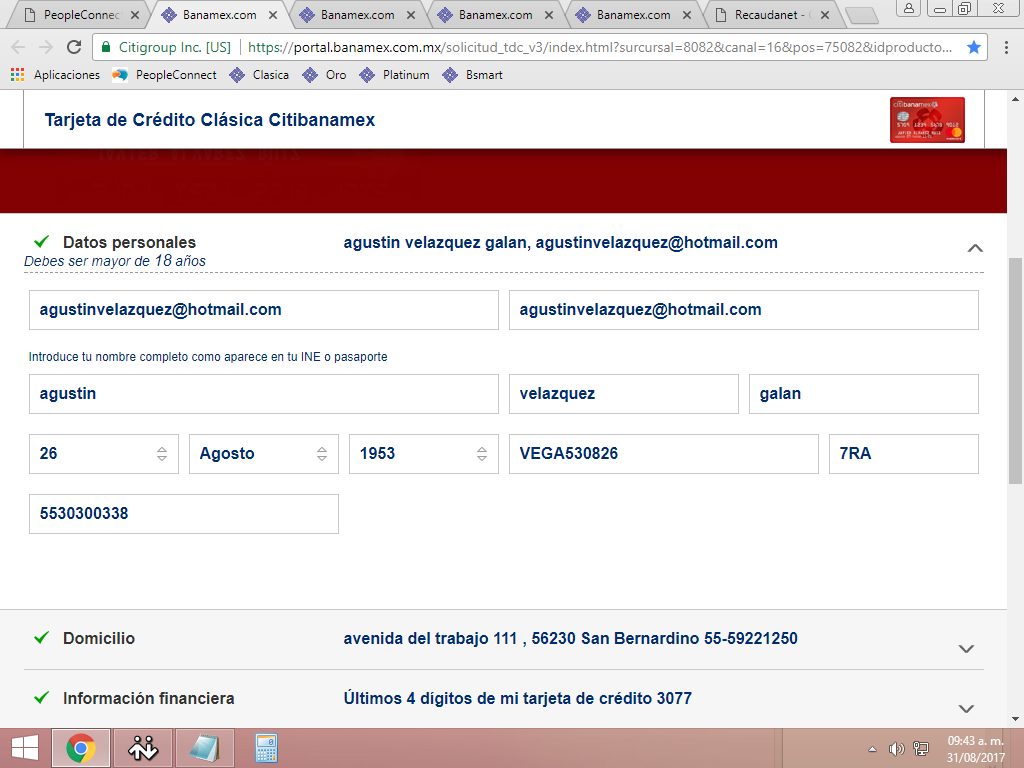 PeopleConnec
Banamex.com
Banamex.com
Banamex.com
Banamex.com
Recaudanet -
Citigroup Inc. [US]
https://portal.banamex.com.mx/solicitud_tdc_v3/index.html?surcursal=8082&canal=16&pos=75082&idproducto...
Aplicaciones
PeopleConnect
Clasica
Oro
Platinum
Bsmart
Tarjeta de Crédito Clásica Citibanamex
citibanamex
Datos personales
agustin velazquez galan, agustinvelazquez@hotmail.com
Debes ser mayor de 18 años
agustinvelazquez@hotmail.com
agustinvelazquez@hotmail.com
Introduce tu nombre completo como aparece en tu INE o pasaporte
agustin
velazquez
galan
26
Agosto
1953
VEGA530826
7RA
5530300338
Domicilio
avenida del trabajo 111 , 56230 San Bernardino 55-59221250
Información financiera
Últimos 4 dígitos de mi tarjeta de crédito 3077
09:43 a. m.
31/08/2017